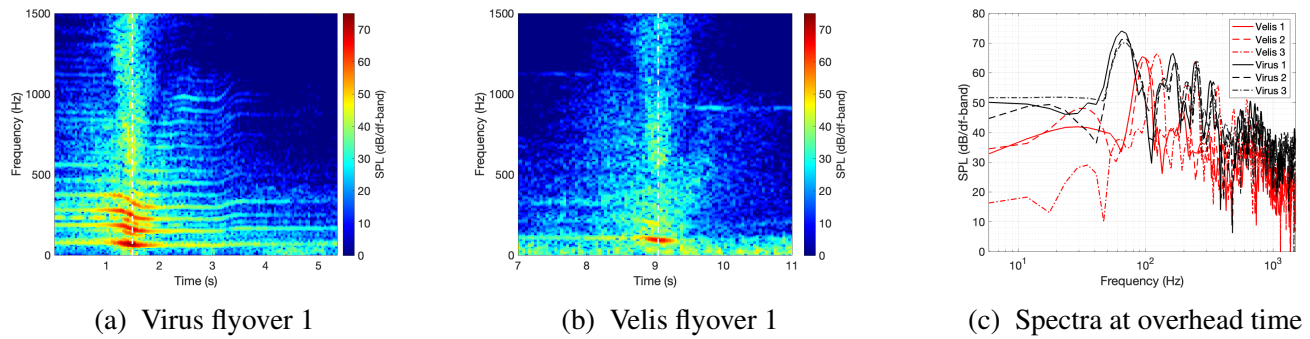 1500
1000
500
0
Frequency (Hz)
1
2
3
4
5
Time (s)
70
60
50
40
30
20
10
0
SPL (dB/df-band)
(a) Virus flyover 1
1500
1000
500
0
Frequency (Hz)
7
8
9
10
11
Time (s)
70
60
50
40
30
20
10
0
SPL (dB/df-band)
(b) Velis flyover 1
80
70
60
50
40
30
20
10
0
SPL (dB/df-band)
10¹
10²
10³
Frequency (Hz)
Velis 1
Velis 2
Velis 3
Virus 1
Virus 2
Virus 3
(c) Spectra at overhead time